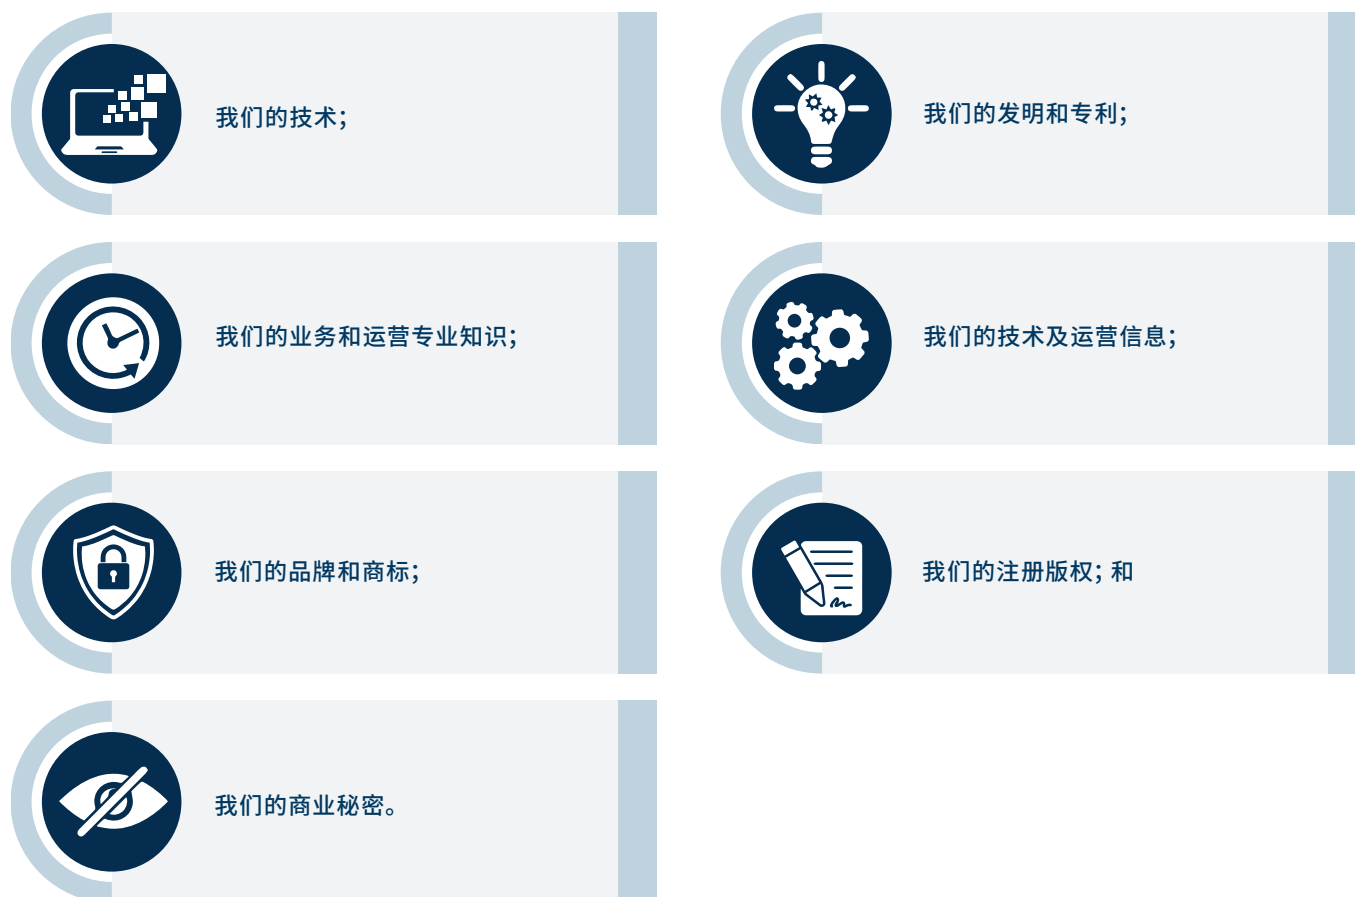 我们的技术；
我们的发明和专利；
我们的业务和运营专业知识；
我们的技术及运营信息；
我们的品牌和商标；
我们的注册版权；和
我们的商业秘密。